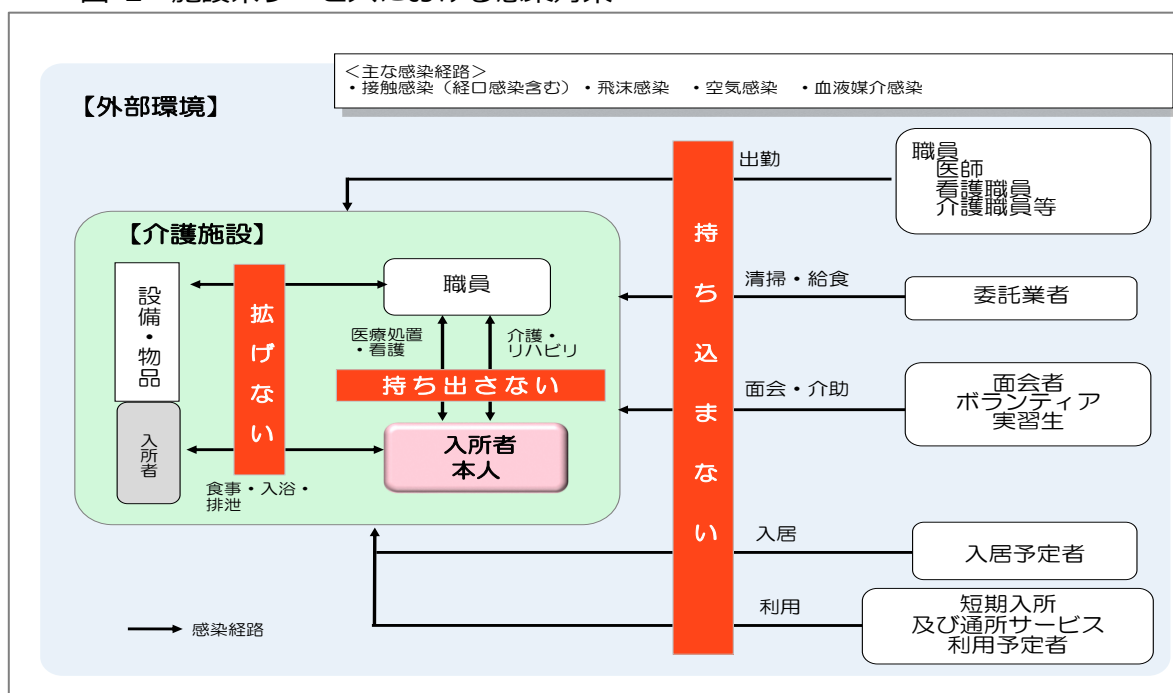 ＜主な感染経路＞
・接触感染（経口感染含む）・飛沫感染　・空気感染　・血液媒介感染
【外部環境】
出勤
職員
医師
看護職員
介護職員等
【介護施設】
持ち込まない
設備・物品
拡げない
職員
清掃・給食
委託業者
医療処置
・看護
介護・
リハビリ
持ち出さない
面会・介助
面会者
ボランティア
実習生
入所者
入所者
本人
食事・入浴・
排泄
入居
入居予定者
利用
短期入所
及び通所サービス
利用予定者
感染経路